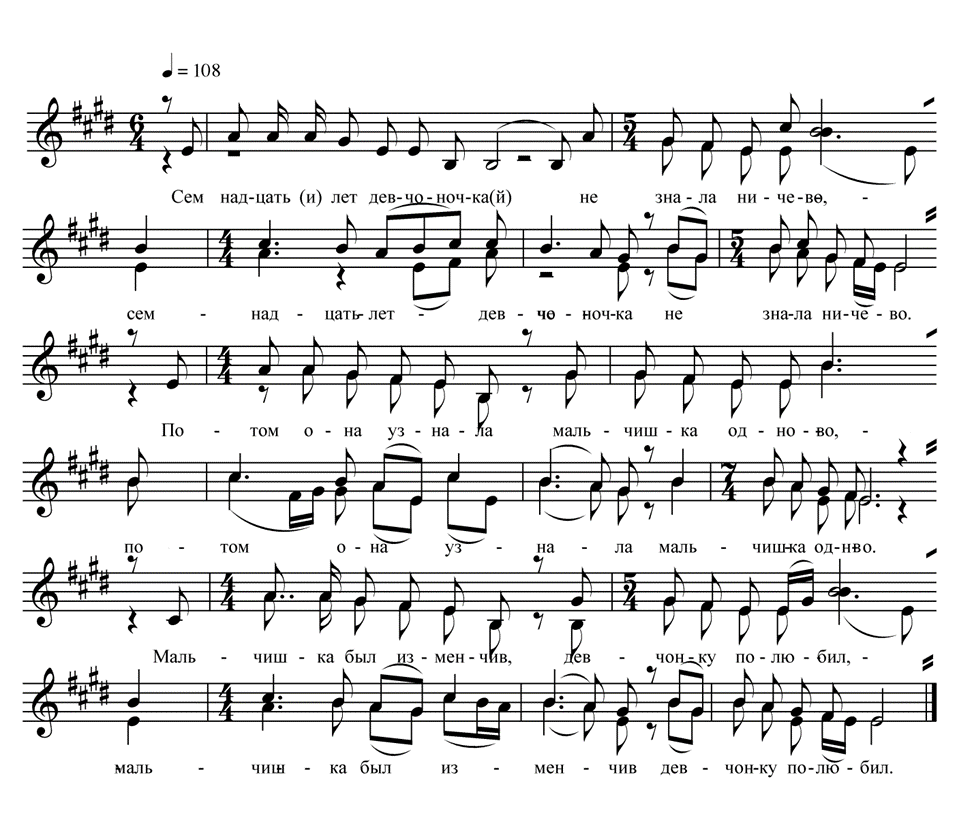 = 108
Сем над-цать (и) лет дев-чо-ноч-ка(й) не зна - ла ни - че-во, -
сем - над - цать-лет - дев - чо - ноч-ка не зна-ла ни-че - во.
По - том о - на уз - на - ла маль - чиш - ка од - но - во, -
по - том о - на уз - на - ла маль - чиш-ка од-н-во.
Маль - чиш - ка был из - мен - чив, дев - чон - ку по - лю - бил, -
маль - чиш - ка был из - мен - чив дев - чон-ку по-лю - бил.